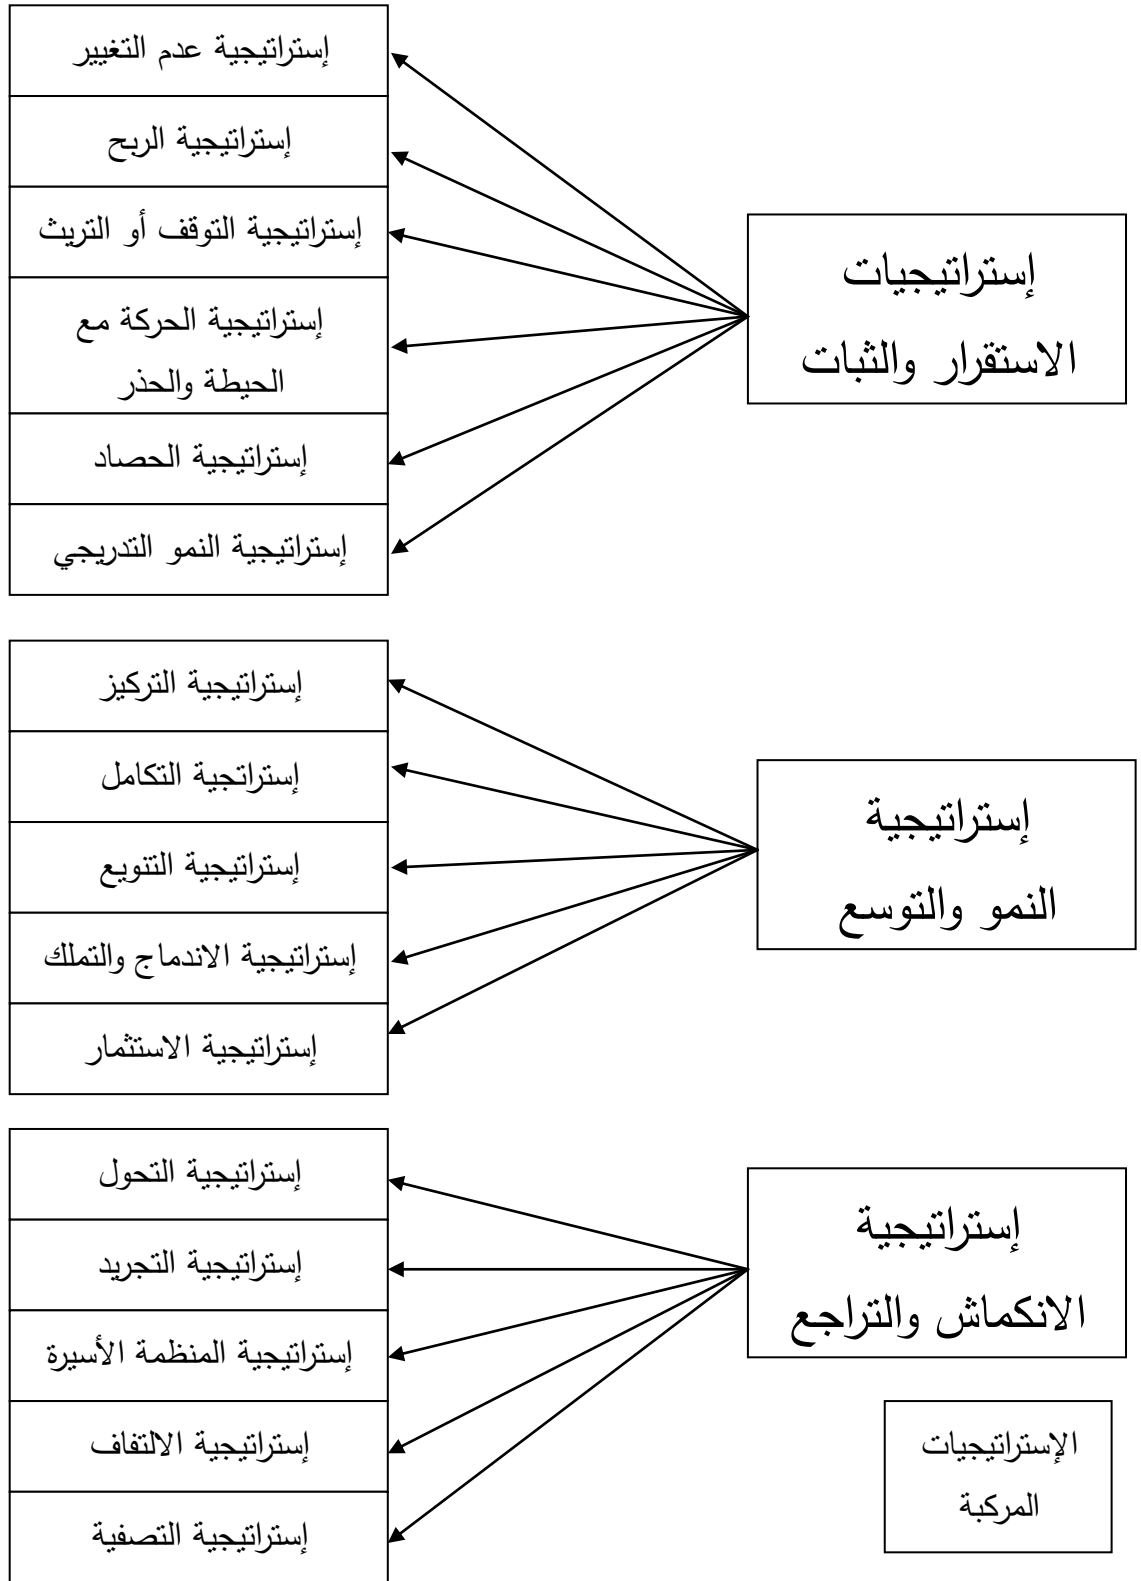 إستراتيجيات
الاستقرار والثبات
إستراتيجية عدم التغيير
إستراتيجية الربح
إستراتيجية التوقف أو التريث
إستراتيجية الحركة مع
الحيطة والحذر
إستراتيجية الحصاد
إستراتيجية النمو التدريجي
إستراتيجية
النمو والتوسع
إستراتيجية التركيز
إستراتجية التكامل
إستراتيجية التنويع
إستراتيجية الاندماج والتملك
إستراتيجية الاستثمار
إستراتيجية
الانكماش والتراجع
إستراتيجية التحول
إستراتيجية التجريد
إستراتيجية المنظمة الأسيرة
إستراتيجية الالتفاف
إستراتيجية التصفية
الإستراتيجيات
المركبة